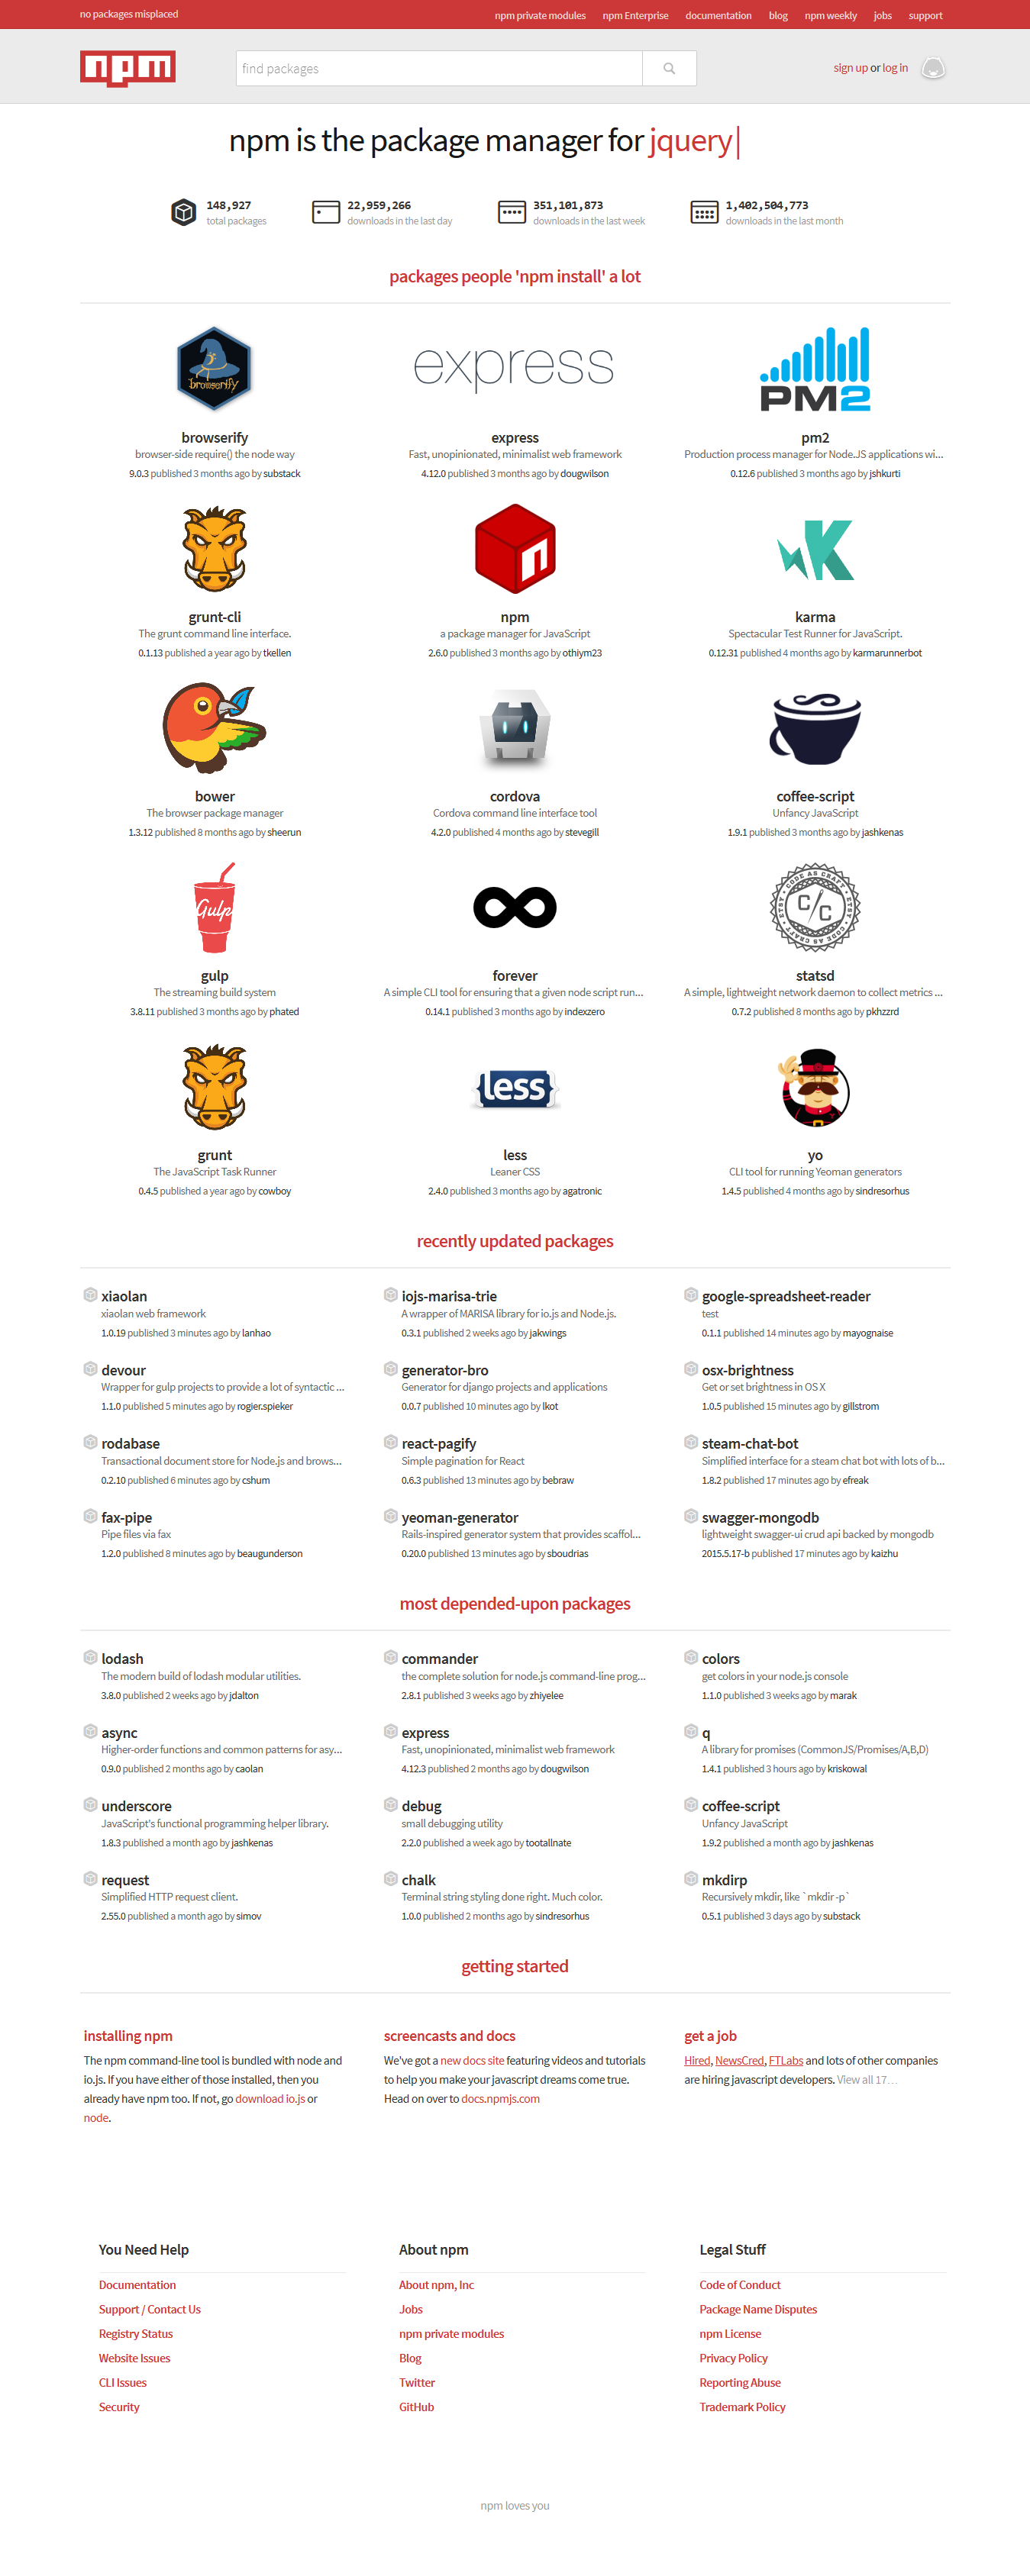 no packages misplaced
npm private modules npm Enterprise documentation blog npm weekly jobs support
npm
find packages
sign up or log in
npm is the package manager for jquery
148,927
total packages
22,959,266
downloads in the last day
351,101,873
downloads in the last week
1,402,504,773
downloads in the last month
packages people 'npm install' a lot
browserify
express
PM2
browserify
browser-side require() the node way
9.0.3 published 3 months ago by substack
express
Fast, unopinionated, minimalist web framework
4.12.0 published 3 months ago by dougwilson
pm2
Production process manager for Node.JS applications wi...
0.12.6 published 3 months ago by jshkurti
n
K
grunt-cli
The grunt command line interface.
0.1.13 published a year ago by tkellen
npm
a package manager for JavaScript
2.6.0 published 3 months ago by othiym23
karma
Spectacular Test Runner for JavaScript.
0.12.31 published 4 months ago by karmarunnerbot
bower
The browser package manager
1.3.12 published 8 months ago by sheerun
cordova
Cordova command line interface tool
4.2.0 published 4 months ago by stevegill
coffee-script
Unfancy JavaScript
1.9.1 published 3 months ago by jashkenas
Gulp
CODE AS CRAFT
ETSY
C/C
ETSY
CODE AS CRAFT
gulp
The streaming build system
3.8.11 published 3 months ago by phated
forever
A simple CLI tool for ensuring that a given node script run...
0.14.1 published 3 months ago by indexzero
statsd
A simple, lightweight network daemon to collect metrics ...
0.7.2 published 8 months ago by pkhzzrd
{less}
grunt
The JavaScript Task Runner
0.4.5 published a year ago by cowboy
less
Leaner CSS
2.4.0 published 3 months ago by agatronic
yo
CLI tool for running Yeoman generators
1.4.5 published 4 months ago by sindresorhus
recently updated packages
xiaolan
xiaolan web framework
1.0.19 published 3 minutes ago by lanhao
iojs-marisa-trie
A wrapper of MARISA library for io.js and Node.js.
0.3.1 published 2 weeks ago by jakwings
google-spreadsheet-reader
test
0.1.1 published 14 minutes ago by mayognaise
devour
Wrapper for gulp projects to provide a lot of syntactic ...
1.1.0 published 5 minutes ago by rogier.spieker
generator-bro
Generator for django projects and applications
0.0.7 published 10 minutes ago by lkot
osx-brightness
Get or set brightness in OS X
1.0.5 published 15 minutes ago by gillstrom
rodabase
Transactional document store for Node.js and brows...
0.2.10 published 6 minutes ago by cshum
react-pagify
Simple pagination for React
0.6.3 published 13 minutes ago by bebraw
steam-chat-bot
Simplified interface for a steam chat bot with lots of b...
1.8.2 published 17 minutes ago by efreak
fax-pipe
Pipe files via fax
1.2.0 published 8 minutes ago by beaugunderson
yeoman-generator
Rails-inspired generator system that provides scaffol...
0.20.0 published 13 minutes ago by sboudrias
swagger-mongodb
lightweight swagger-ui crud api backed by mongodb
2015.5.17-b published 17 minutes ago by kaizhu
most depended-upon packages
lodash
The modern build of lodash modular utilities.
3.8.0 published 2 weeks ago by jdalton
commander
the complete solution for node.js command-line prog...
2.8.1 published 3 weeks ago by zhiyelee
colors
get colors in your node.js console
1.1.0 published 3 weeks ago by marak
async
Higher-order functions and common patterns for asy...
0.9.0 published 2 months ago by caolan
express
Fast, unopinionated, minimalist web framework
4.12.3 published 2 months ago by dougwilson
q
A library for promises (CommonJS/Promises/A,B,D)
1.4.1 published 3 hours ago by kriskowal
underscore
JavaScript's functional programming helper library.
1.8.3 published a month ago by jashkenas
debug
small debugging utility
2.2.0 published a week ago by tootallnate
coffee-script
Unfancy JavaScript
1.9.2 published a month ago by jashkenas
request
Simplified HTTP request client.
2.55.0 published a month ago by simov
chalk
Terminal string styling done right. Much color.
1.0.0 published 2 months ago by sindresorhus
mkdirp
Recursively mkdir, like `mkdir -p`
0.5.1 published 3 days ago by substack
getting started
installing npm
The npm command-line tool is bundled with node and
io.js. If you have either of those installed, then you
already have npm too. If not, go download io.js or
node.
screencasts and docs
We've got a new docs site featuring videos and tutorials
to help you make your javascript dreams come true.
Head on over to docs.npmjs.com
get a job
Hired, NewsCred, FTLabs and lots of other companies
are hiring javascript developers. View all 17…
You Need Help
Documentation
Support / Contact Us
Registry Status
Website Issues
CLI Issues
Security
About npm
About npm, Inc
Jobs
npm private modules
Blog
Twitter
GitHub
Legal Stuff
Code of Conduct
Package Name Disputes
npm License
Privacy Policy
Reporting Abuse
Trademark Policy
npm loves you